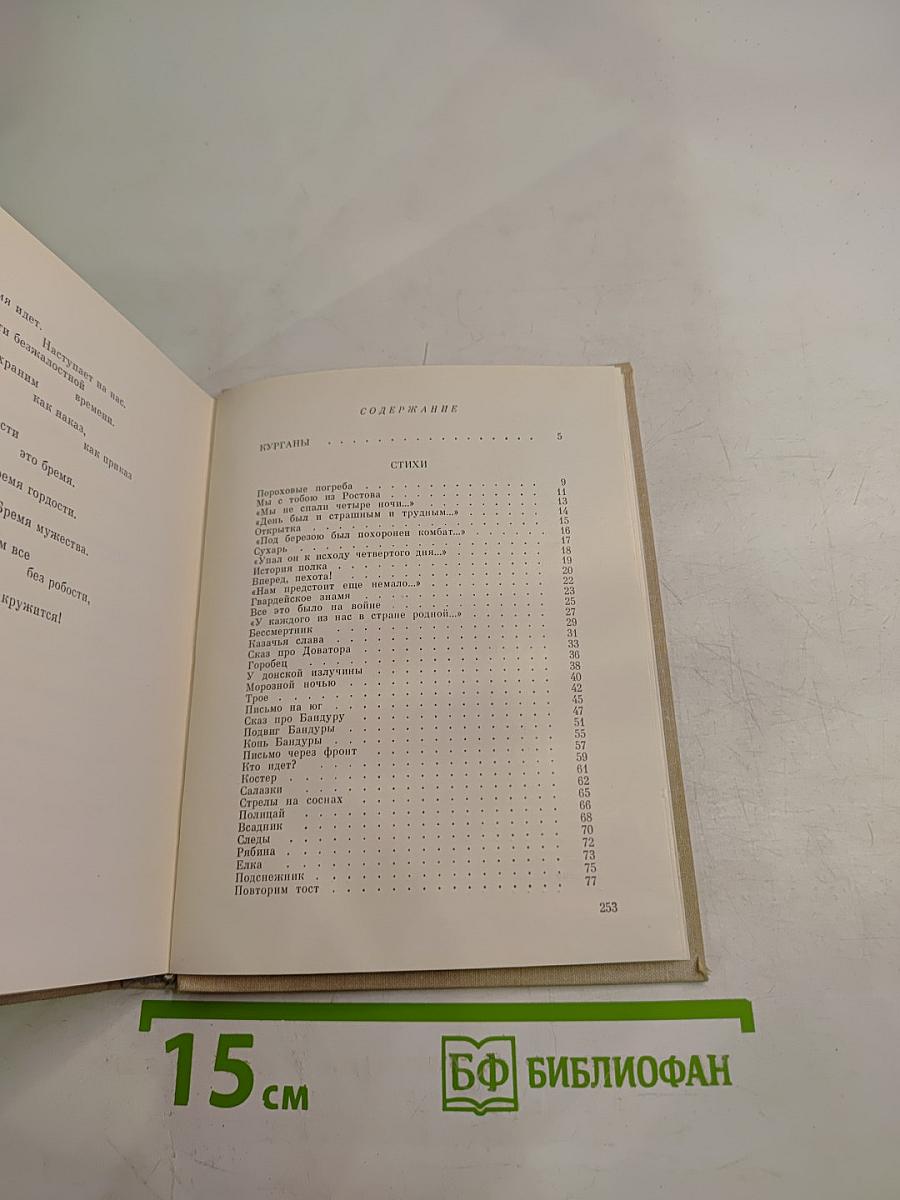 идет.
Наступает на нас.
безжалостной
времени.
как наказ,
как приказ
это бремя.
гордости.
Бремя мужества.
все
без робости,
кружится!
СОДЕРЖАНИЕ
КУРГАНЫ . . . . . . . . . . . . . . . . . 5
СТИХИ
Пороховые погреба . . . . . . . . . . 9
Мы с тобою из Ростова . . . . . . . . . 11
«Мы не спали четыре ночи...» . . . . . . . 13
«День был и страшным и трудным...» . . . . . 14
Открытка . . . . . . . . . . . . . 15
«Под березою был похоронен комбат...» . . . . . 16
Сухарь . . . . . . . . . . . . . . 17
«Упал он к исходу четвертого дня...» . . . . . . 18
История полка . . . . . . . . . . . . 19
Вперед, пехота! . . . . . . . . . . . . 20
«Нам предстоит еще немало...» . . . . . . . 22
Гвардейское знамя . . . . . . . . . . . 23
Все это было на войне . . . . . . . . . . 25
«У каждого из нас в стране родной...» . . . . . 27
Бессмертник . . . . . . . . . . . . 29
Казачья слава . . . . . . . . . . . . 31
Сказ про Доватора . . . . . . . . . . . 33
Горобец . . . . . . . . . . . . . 36
У донской излучины . . . . . . . . . . 38
Морозной ночью . . . . . . . . . . . 40
Трое . . . . . . . . . . . . . . . 42
Письмо на юг . . . . . . . . . . . . 45
Сказ про Бандуру . . . . . . . . . . . 47
Подвиг Бандуры . . . . . . . . . . . 51
Конь Бандуры . . . . . . . . . . . . 55
Письмо через фронт . . . . . . . . . . 57
Кто идет? . . . . . . . . . . . . . 59
Костер . . . . . . . . . . . . . . 61
Салазки . . . . . . . . . . . . . 62
Стрелы на соснах . . . . . . . . . . . 65
Полицай . . . . . . . . . . . . . 66
Всадник . . . . . . . . . . . . . 68
Следы . . . . . . . . . . . . . . 70
Рябина . . . . . . . . . . . . . . 72
Елка . . . . . . . . . . . . . . 73
Подснежник . . . . . . . . . . . . . 75
Повторим тост . . . . . . . . . . . . 77
253
15 см
БФ БИБЛИОФАН